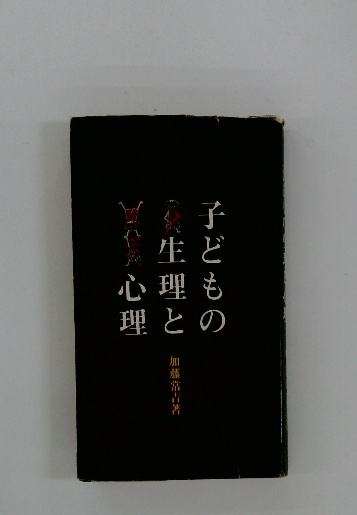 子どもの
生理と
心理
加藤常吉著